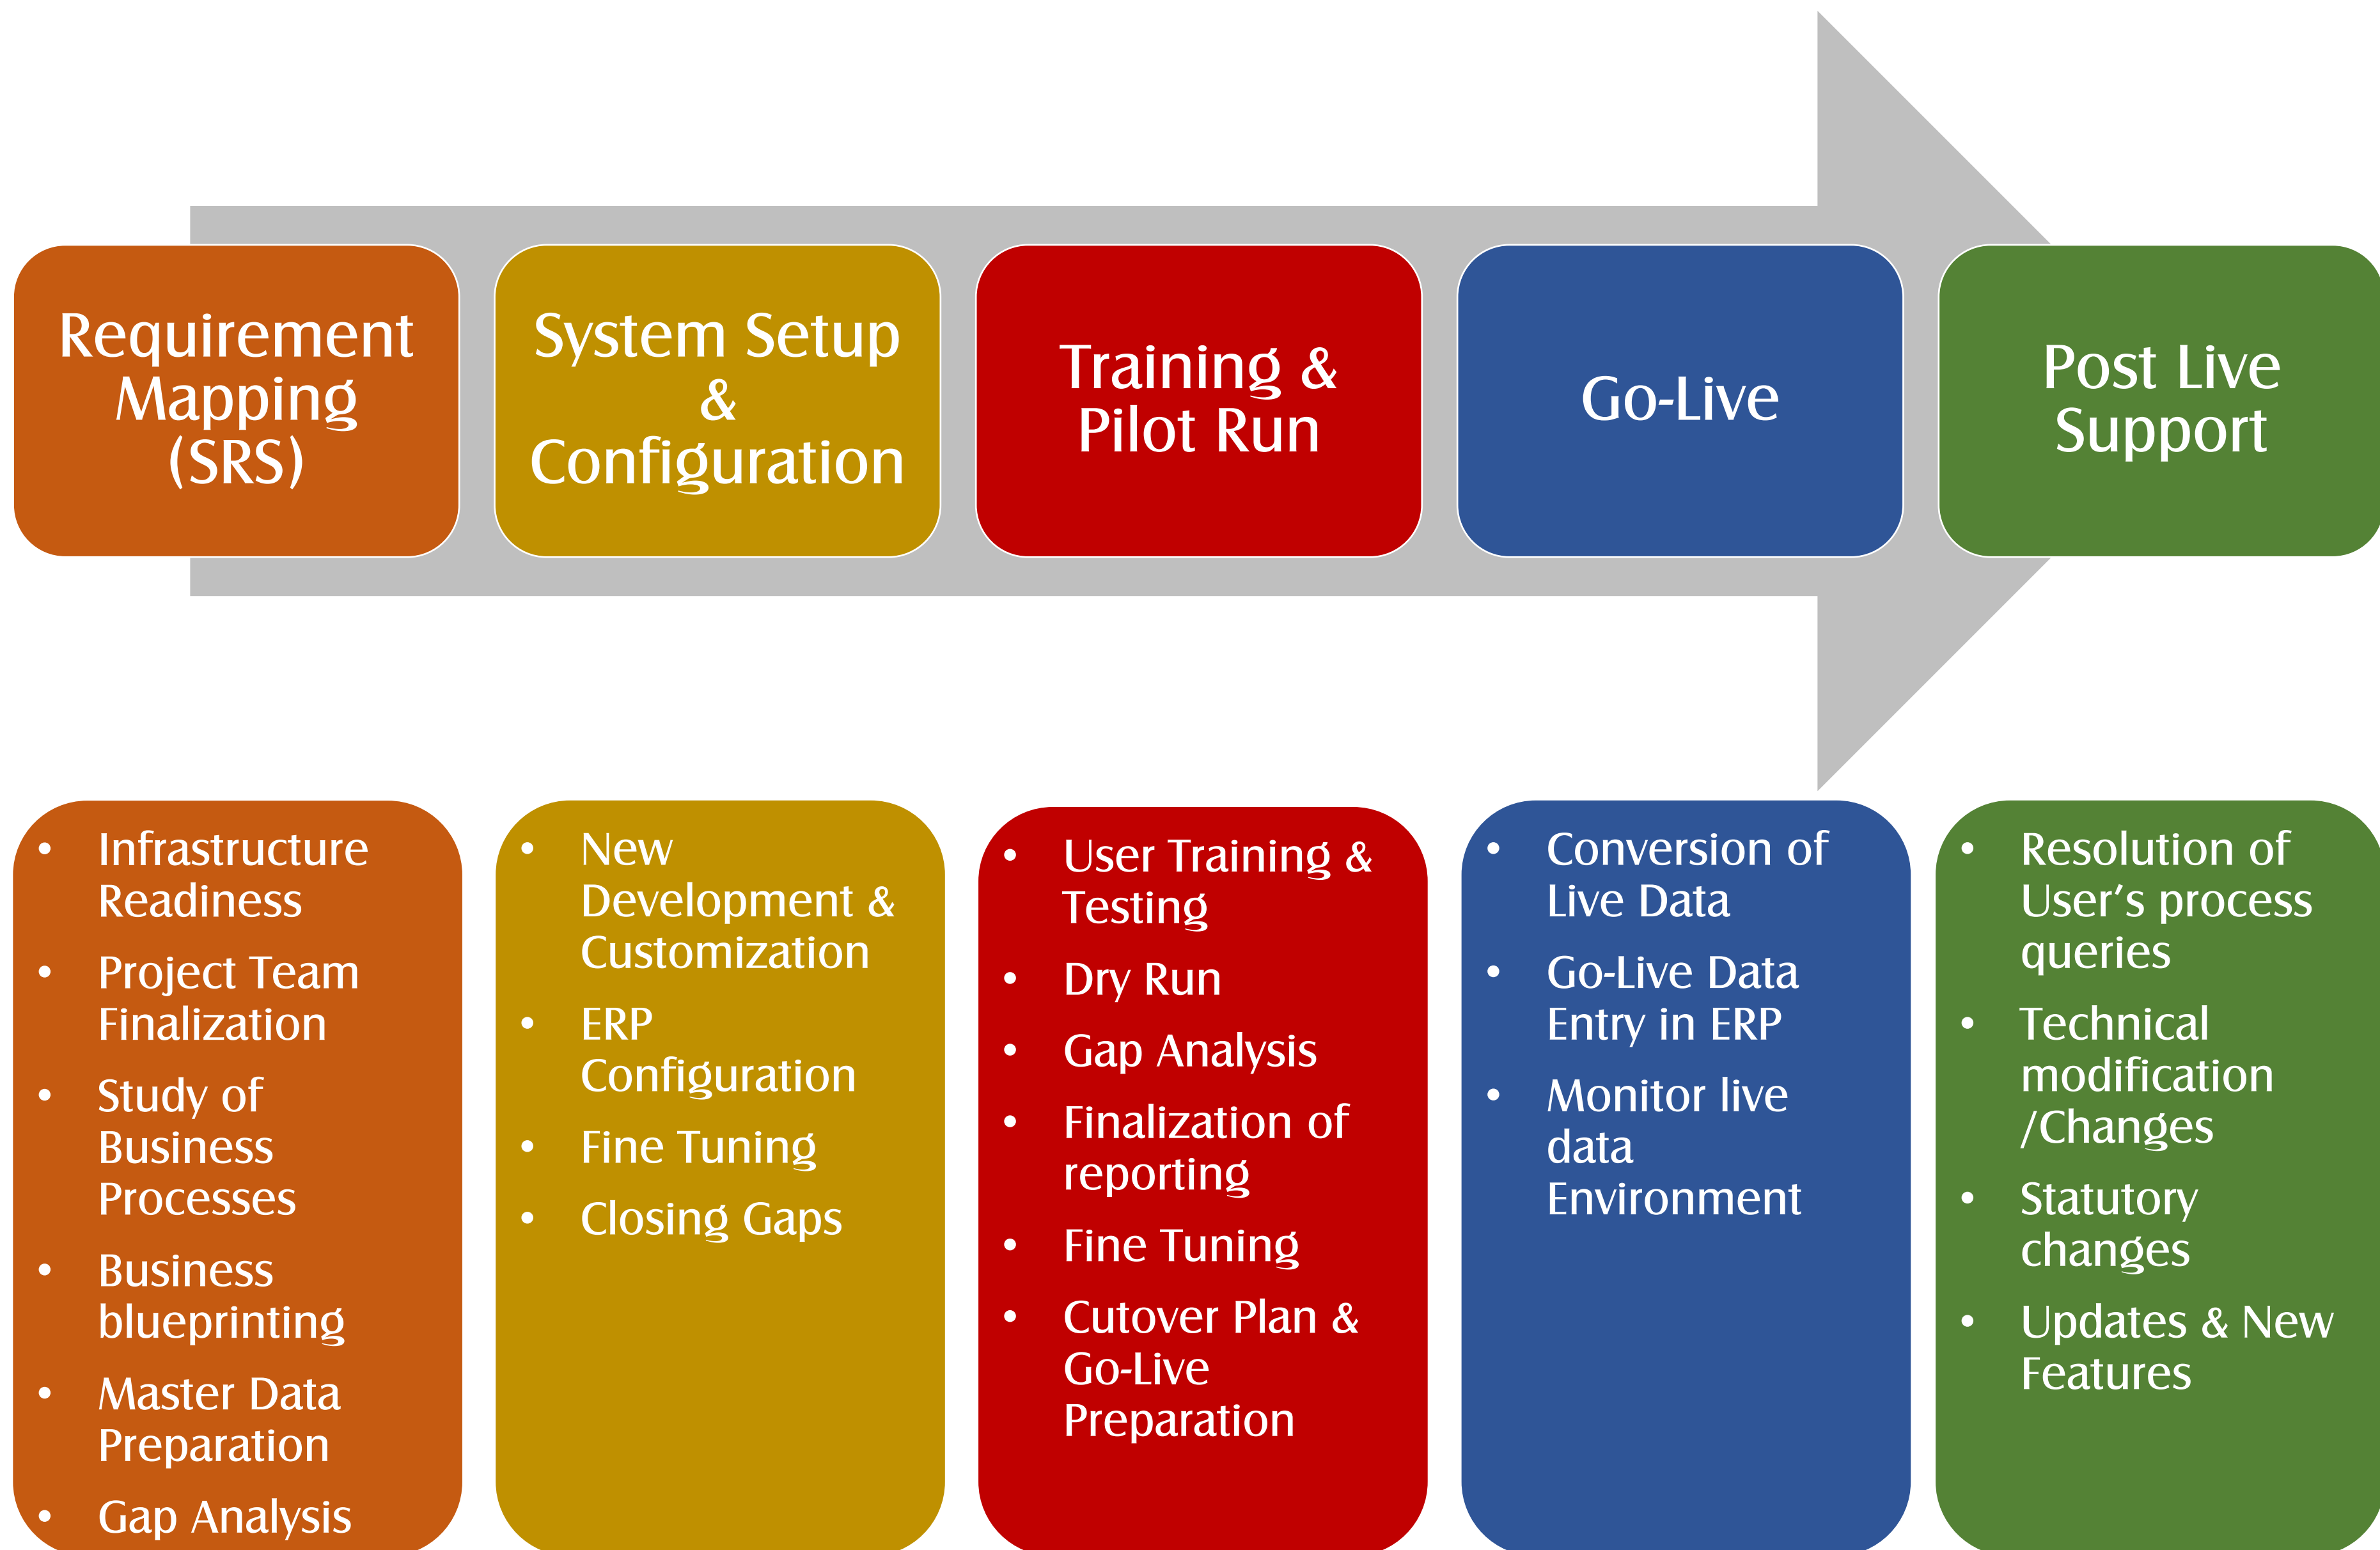 Requirement
Mapping
(SRS)
System Setup
&
Configuration
Training &
Pilot Run
Go-Live
Post Live
Support
• Infrastructure
Readiness
• Project Team
Finalization
• Study of
Business
Processes
• Business
blueprinting
• Master Data
Preparation
• Gap Analysis
• New
Development &
Customization
• ERP
Configuration
• Fine Tuning
• Closing Gaps
• User Training &
Testing
• Dry Run
• Gap Analysis
• Finalization of
reporting
• Fine Tuning
• Cutover Plan &
Go-Live
Preparation
• Conversion of
Live Data
• Go-Live Data
Entry in ERP
• Monitor live
data
Environment
• Resolution of
User’s process
queries
• Technical
modification
/Changes
• Statutory
changes
• Updates & New
Features